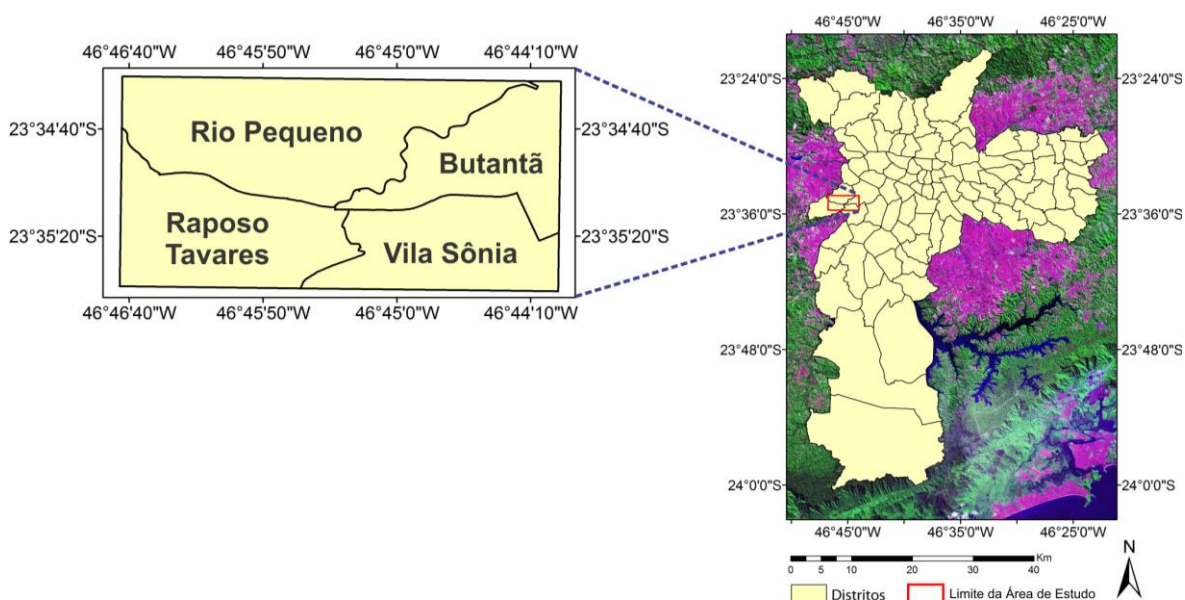 46°46'40"W 46°45'50"W 46°45'0"W 46°44'10"W
23°34'40"S 23°34'40"S
23°35'20"S 23°35'20"S
Rio Pequeno
Butantã
Raposo
Tavares
Vila Sônia
46°46'40"W 46°45'50"W 46°45'0"W 46°44'10"W
46°45'0"W 46°35'0"W 46°25'0"W
23°24'0"S 23°24'0"S
23°36'0"S 23°36'0"S
23°48'0"S 23°48'0"S
24°0'0"S 24°0'0"S
46°45'0"W 46°35'0"W 46°25'0"W
Km
0 5 10 20 30 40
N
Distritos Limite da Área de Estudo